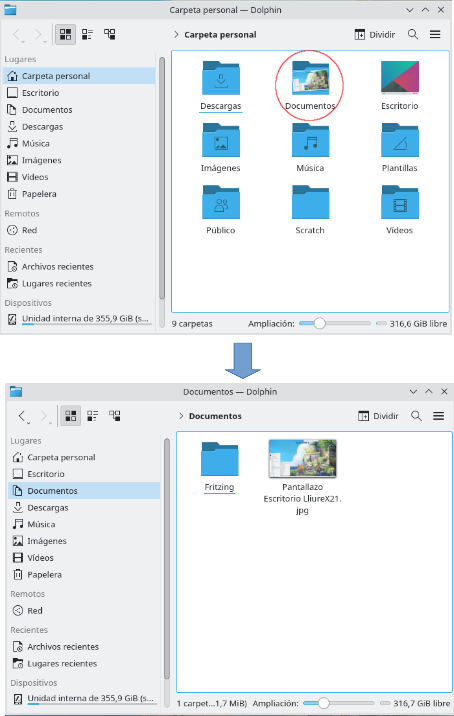 Carpeta personal — Dolphin
Carpeta personal
Dividir
Lugares
Carpeta personal
Escritorio
Documentos
Descargas
Música
Imágenes
Vídeos
Papelera
Remotos
Red
Recientes
Archivos recientes
Lugares recientes
Dispositivos
Unidad interna de 355,9 GiB (s...
Descargas
Documentos
Escritorio
Imágenes
Música
Plantillas
Público
Scratch
Vídeos
9 carpetas
Ampliación:
316,6 GiB libre
Documentos — Dolphin
Documentos
Dividir
Lugares
Carpeta personal
Escritorio
Documentos
Descargas
Música
Imágenes
Vídeos
Papelera
Remotos
Red
Recientes
Archivos recientes
Lugares recientes
Dispositivos
Unidad interna de 355,9 GiB (s...
Fritzing
Pantallazo
Escritorio LliureX21.
jpg
1 carpet...1,7 MiB)
Ampliación:
316,7 GiB libre